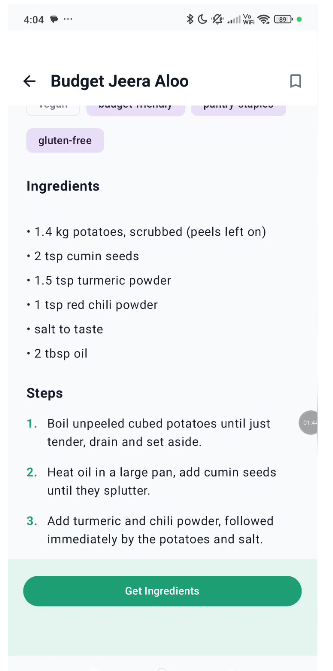 4:04
Vo
WiFi
89
Budget Jeera Aloo
vegan budget-friendly pantry-staples
gluten-free
Ingredients
• 1.4 kg potatoes, scrubbed (peels left on)
• 2 tsp cumin seeds
• 1.5 tsp turmeric powder
• 1 tsp red chili powder
• salt to taste
• 2 tbsp oil
Steps
1. Boil unpeeled cubed potatoes until just
tender, drain and set aside.
2. Heat oil in a large pan, add cumin seeds
until they splutter.
3. Add turmeric and chili powder, followed
immediately by the potatoes and salt.
Get Ingredients